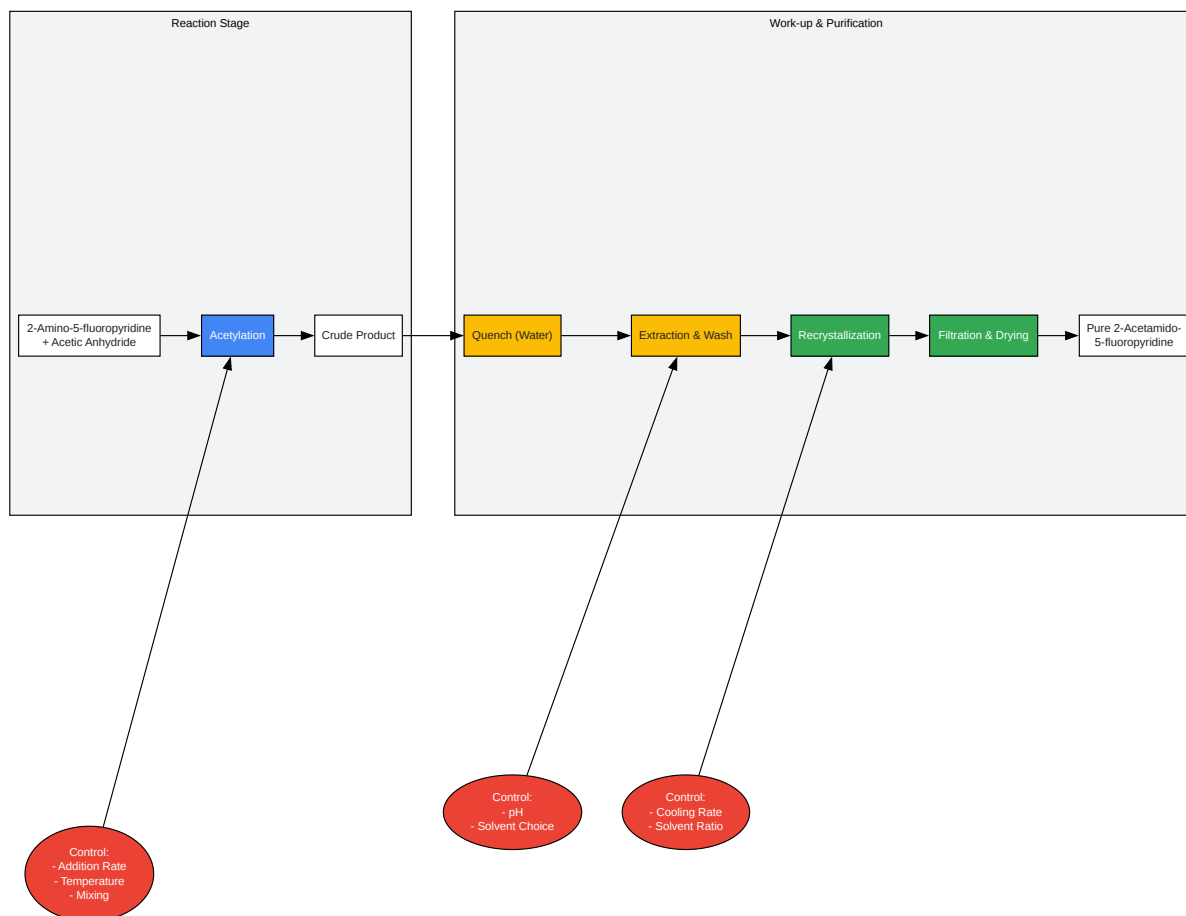 Reaction Stage
Work-up & Purification
2-Amino-5-fluoropyridine
+ Acetic Anhydride
Acetylation
Crude Product
Quench (Water)
Extraction & Wash
Recrystallization
Filtration & Drying
Pure 2-Acetamido-
5-fluoropyridine
Control:
- pH
- Solvent Choice
Control:
- Cooling Rate
- Solvent Ratio
Control:
- Addition Rate
- Temperature
- Mixing